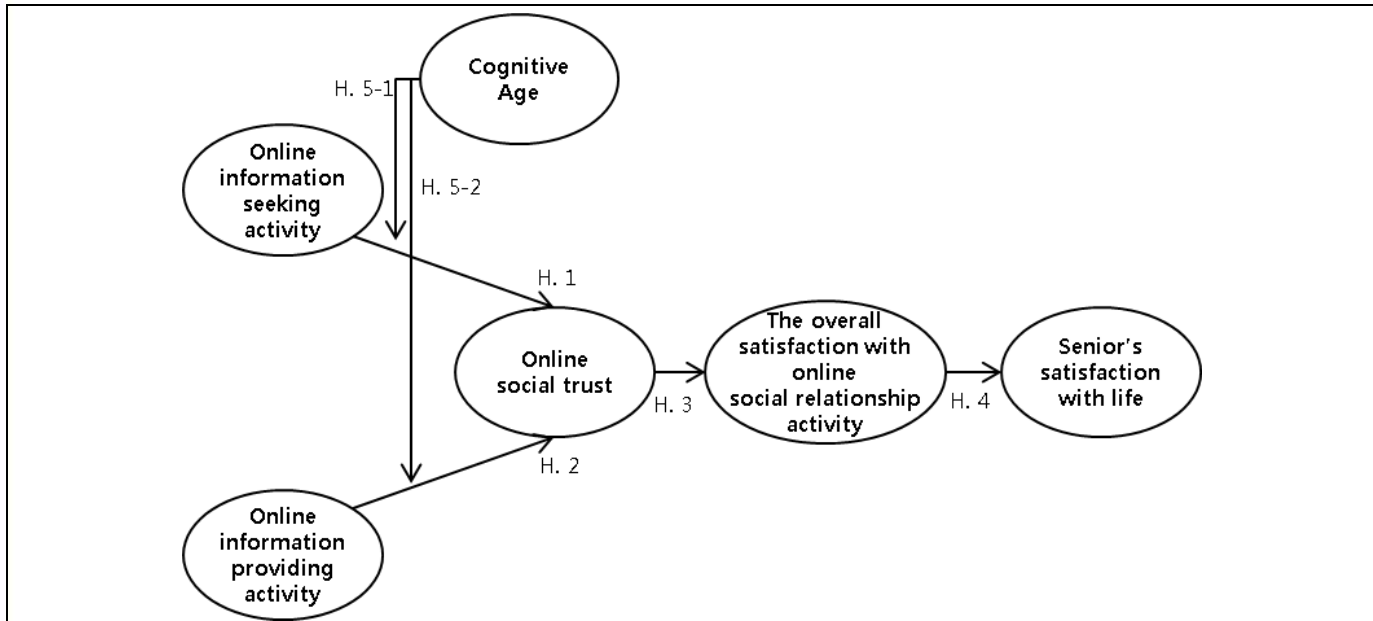 Cognitive
Age
H. 5-1
Online
information
seeking
activity
H. 5-2
H. 1
Online
social trust
H. 3
The overall
satisfaction with
online
social relationship
activity
H. 4
Senior's
satisfaction
with life
H. 2
Online
information
providing
activity